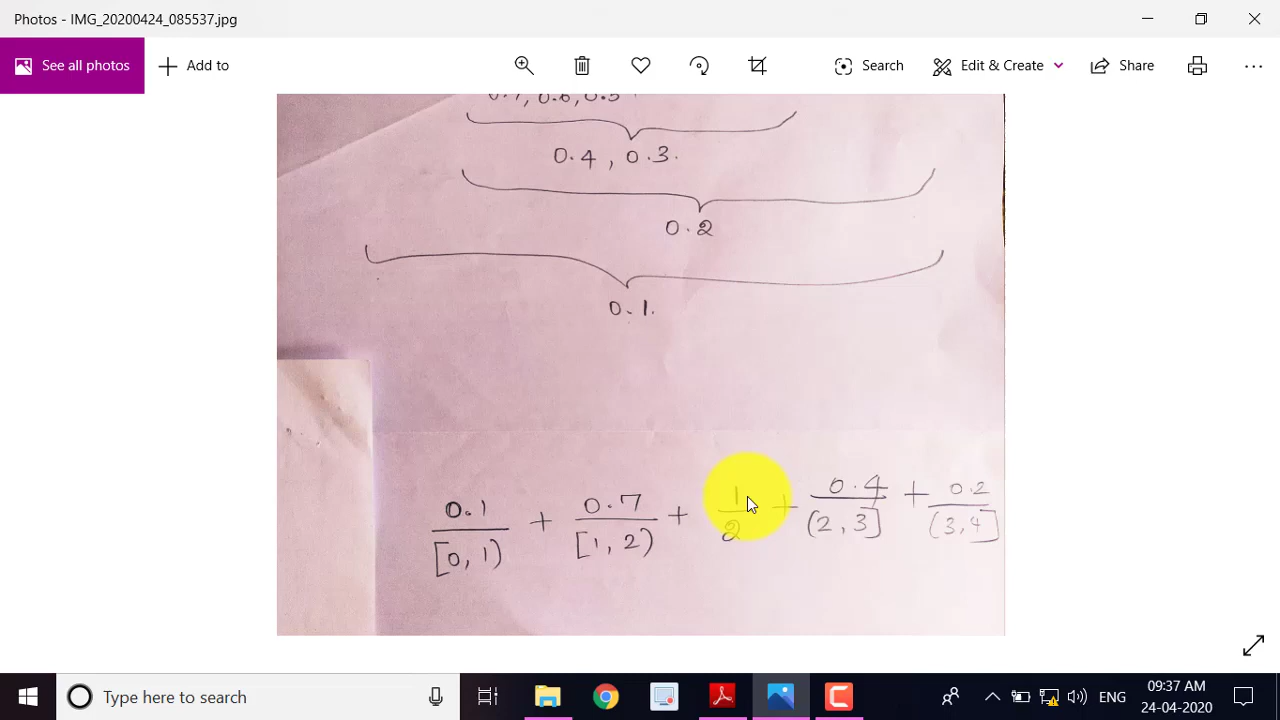 Photos - IMG_20200424_085537.jpg
See all photos
Add to
Search
Edit & Create
Share
0.4 , 0.3.
0.2
0.1.
0.1/[0, 1) + 0.7/[1, 2) + 1/2 + 0.4/(2, 3] + 0.2/(3, 4]
Type here to search
ENG
09:37 AM
24-04-2020